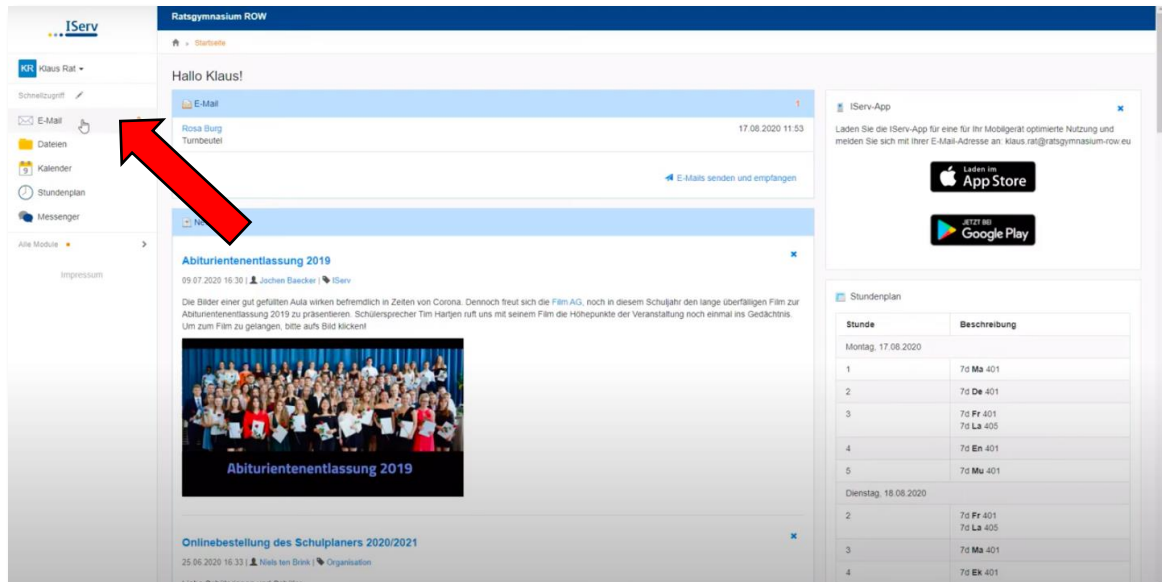 IServ
KR Klaus Rat
Schnellzugriff
E-Mail
Dateien
9 Kalender
Stundenplan
Messenger
Alle Module
Impressum
Ratsgymnasium ROW
» Startseite
Hallo Klaus!
E-Mail 1
Rosa Burg 17.08.2020 11:53
Turnbeutel
E-Mails senden und empfangen
Abiturientenentlassung 2019
09.07.2020 16:30 | Jochen Baecker | IServ
Die Bilder einer gut gefüllten Aula wirken befremdlich in Zeiten von Corona. Dennoch freut sich die Film AG, noch in diesem Schuljahr den lange überfälligen Film zur
Abiturientenentlassung 2019 zu präsentieren. Schülersprecher Tim Hartjen ruft uns mit seinem Film die Höhepunkte der Veranstaltung noch einmal ins Gedächtnis.
Um zum Film zu gelangen, bitte aufs Bild klicken!
Abiturientenentlassung 2019
Onlinebestellung des Schulplaners 2020/2021
25.06.2020 16:33 | Niels ten Brink | Organisation
IServ-App
Laden Sie die IServ-App für eine für Ihr Mobilgerät optimierte Nutzung und
melden Sie sich mit Ihrer E-Mail-Adresse an: klaus.rat@ratsgymnasium-row.eu
Laden im
App Store
JETZT BEI
Google Play
Stundenplan
Stunde Beschreibung
Montag, 17.08.2020
1 7d Ma 401
2 7d De 401
3 7d Fr 401
7d La 405
4 7d En 401
5 7d Mu 401
Dienstag, 18.08.2020
2 7d Fr 401
7d La 405
3 7d Ma 401
4 7d Ek 401